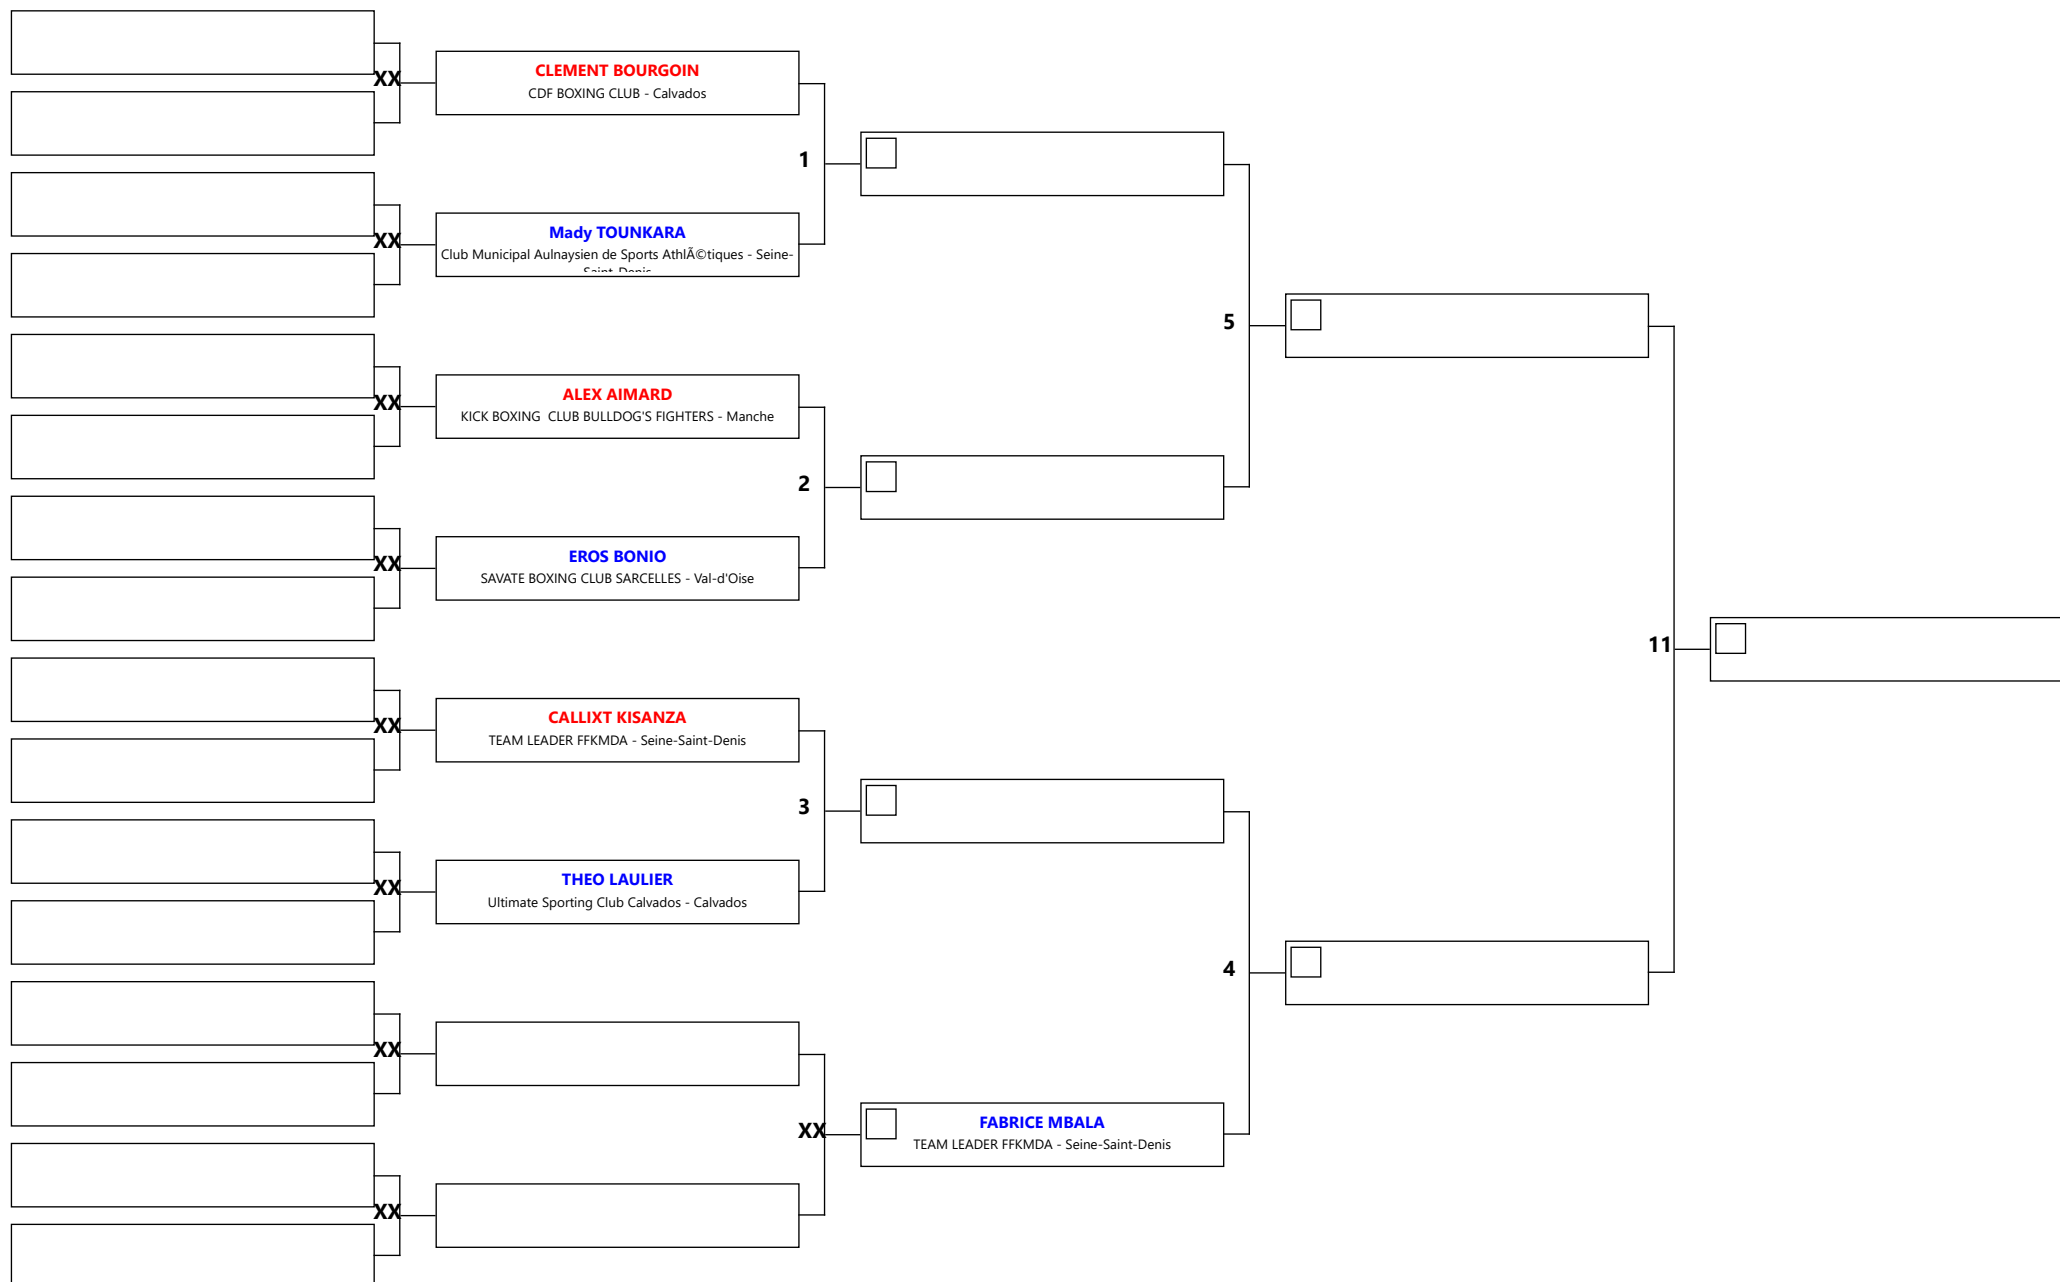 XX
CLEMENT BOURGOIN
CDF BOXING CLUB - Calvados
1
XX
Mady TOUNKARA
Club Municipal Aulnaysien de Sports AthlÃ©tiques - Seine-
Saint-Denis
5
XX
ALEX AIMARD
KICK BOXING  CLUB BULLDOG'S FIGHTERS - Manche
2
XX
EROS BONIO
SAVATE BOXING CLUB SARCELLES - Val-d'Oise
11
XX
CALLIXT KISANZA
TEAM LEADER FFKMDA - Seine-Saint-Denis
3
XX
THEO LAULIER
Ultimate Sporting Club Calvados - Calvados
4
XX
XX
FABRICE MBALA
TEAM LEADER FFKMDA - Seine-Saint-Denis
XX